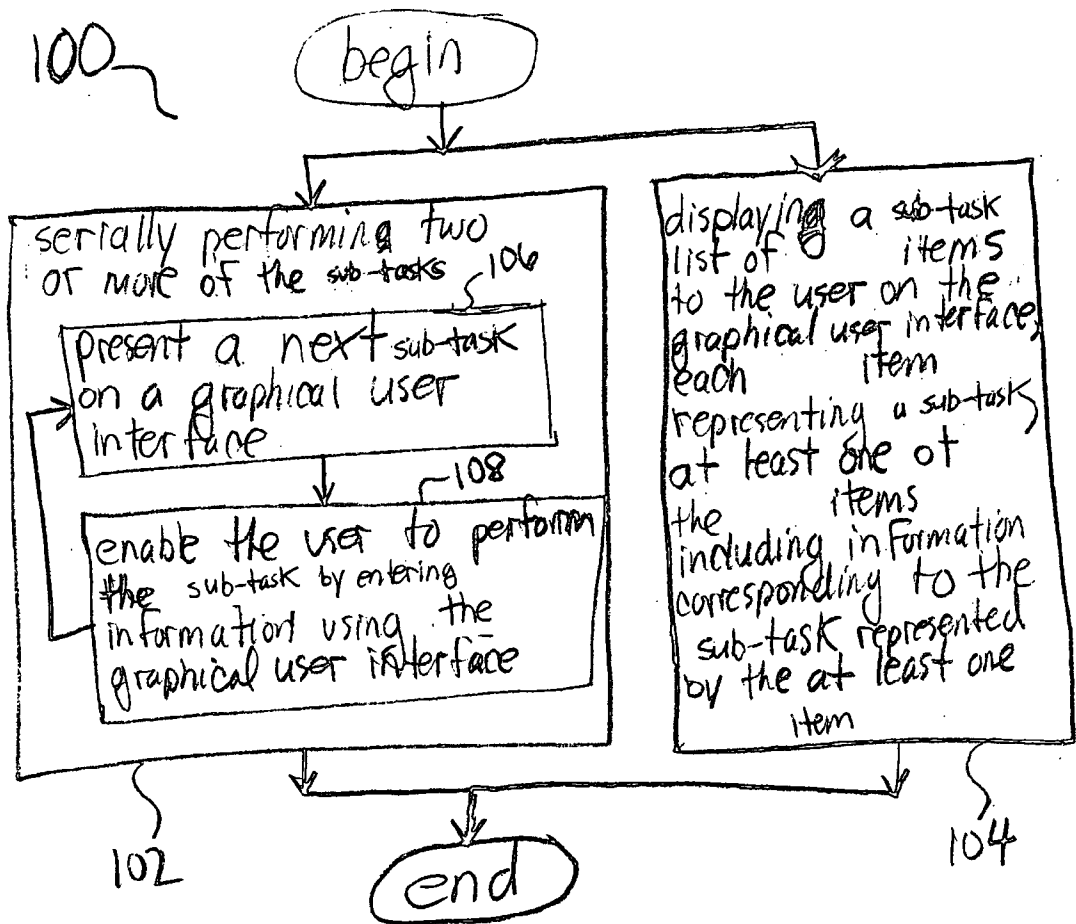 100
begin
serially performing two
or more of the sub-tasks
106
present a next sub-task
on a graphical user
interface
108
enable the user to perform
the sub-task by entering
information using the
graphical user interface
102
displaying a sub-task
list of items
to the user on the
graphical user interface,
each item
representing a sub-task,
at least one of
the items
including information
corresponding to the
sub-task represented
by the at least one
item
104
end